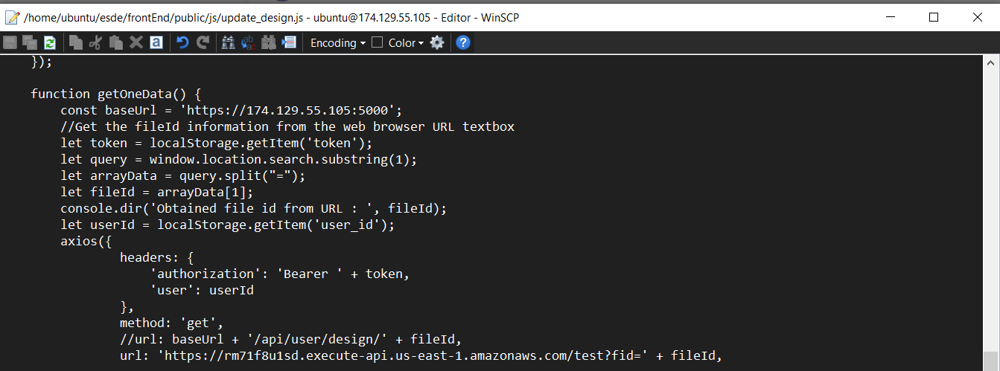 /home/ubuntu/esde/frontEnd/public/js/update_design.js - ubuntu@174.129.55.105 - Editor - WinSCP
Encoding Color
});
function getOneData() {
const baseUrl = 'https://174.129.55.105:5000';
//Get the fileId information from the web browser URL textbox
let token = localStorage.getItem('token');
let query = window.location.search.substring(1);
let arrayData = query.split("=");
let fileId = arrayData[1];
console.dir('Obtained file id from URL : ', fileId);
let userId = localStorage.getItem('user_id');
axios({
headers: {
'authorization': 'Bearer ' + token,
'user': userId
},
method: 'get',
//url: baseUrl + '/api/user/design/' + fileId,
url: 'https://rm71f8u1sd.execute-api.us-east-1.amazonaws.com/test?fid=' + fileId,